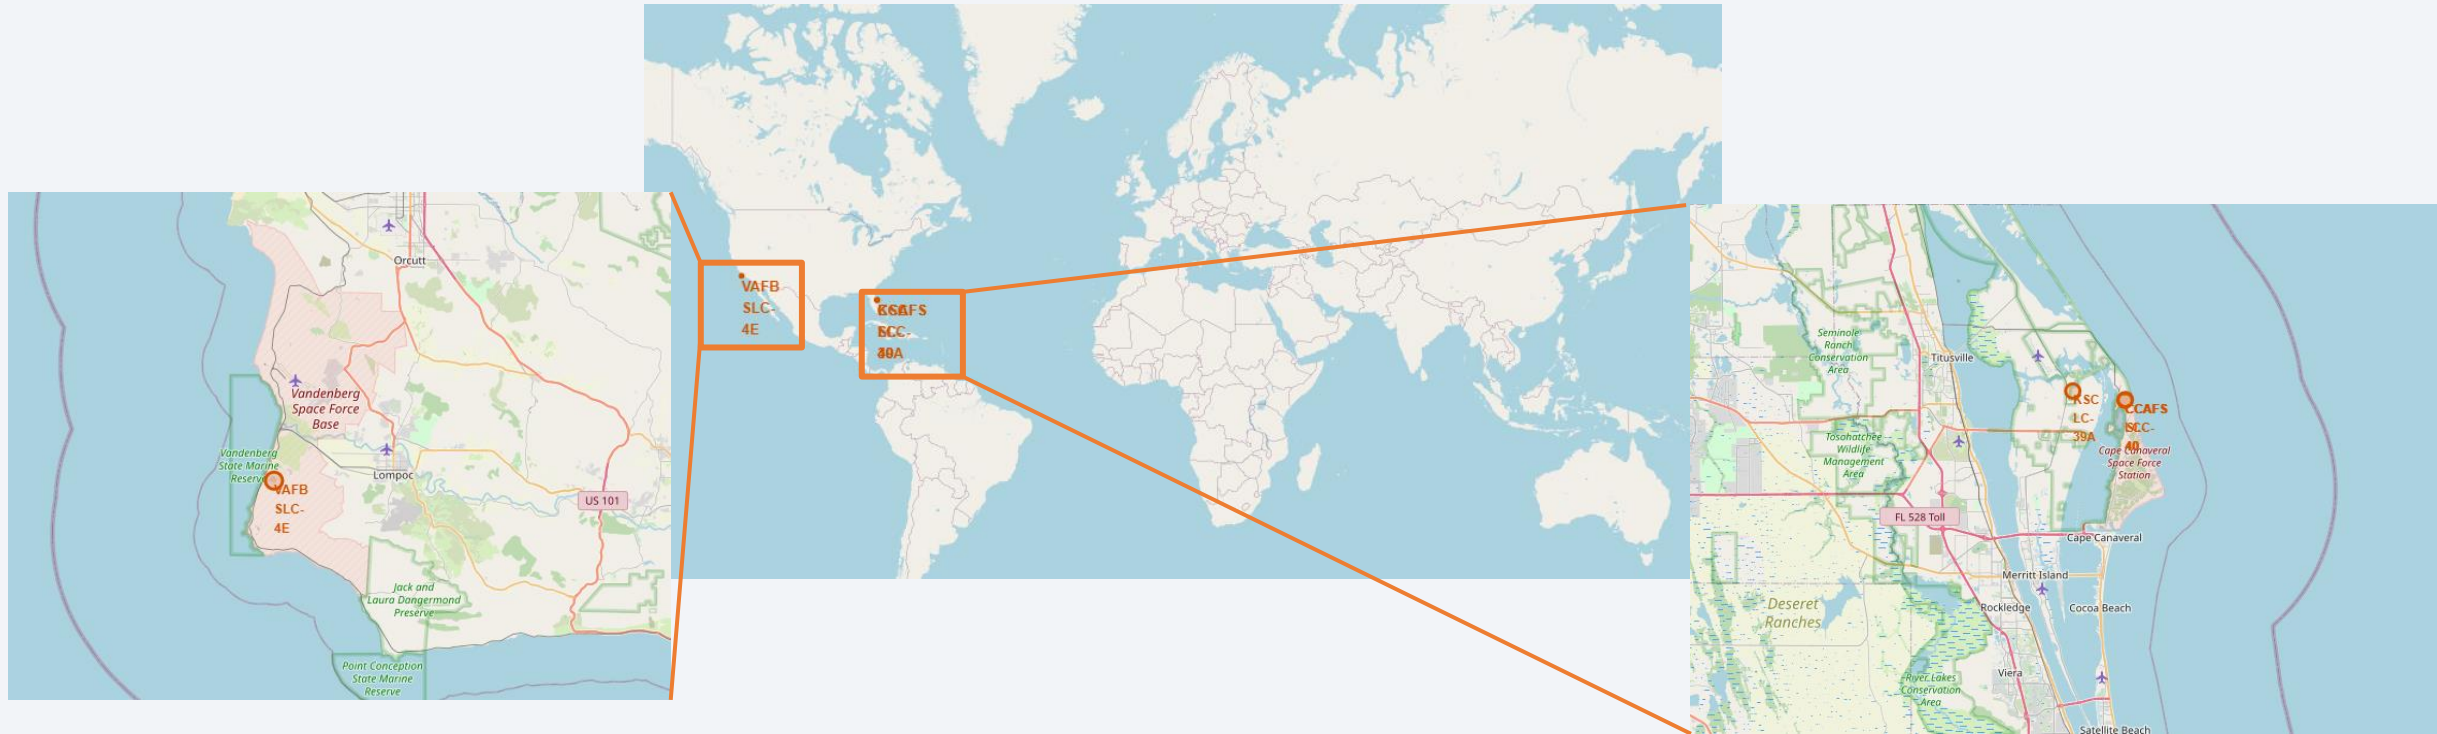 Orcutt
Vandenberg
Space Force
Base
Vandenberg
State Marine
Reserve
Lompoc
VAFB
SLC-
4E
US 101
Jack and
Laura Dangermond
Preserve
Point Conception
State Marine
Reserve
VAFB
SLC-
4E
Seminole
Ranch
Conservation
Area
Titusville
KSC
LC-
39A
CCAFS
SLC-
40
Cape Canaveral
Space Force
Station
Tosohatchee
Wildlife
Management
Area
FL 528 Toll
Cape Canaveral
Merritt Island
Deseret
Ranches
Rockledge
Cocoa Beach
Viera
River Lakes
Conservation
Area
Satellite Beach